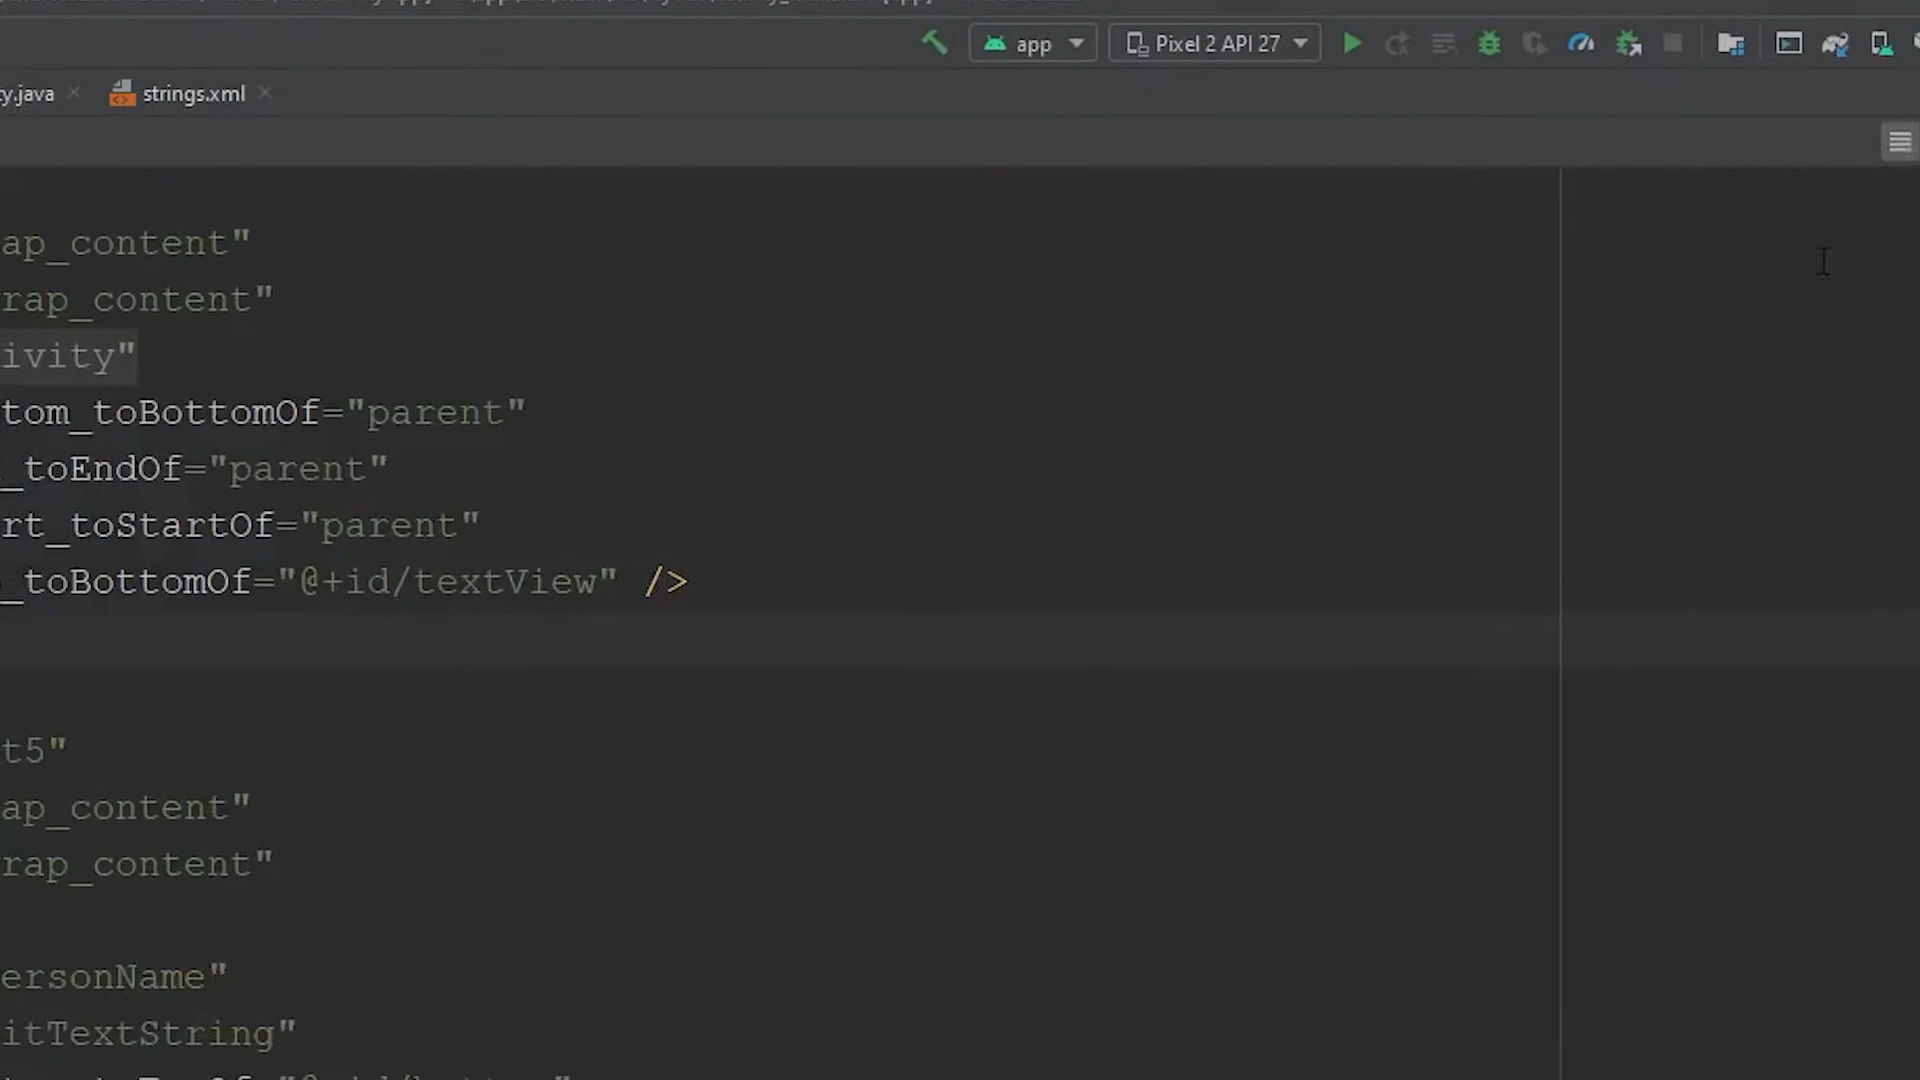 app
Pixel 2 API 27
y.java
strings.xml
ap_content"
rap_content"
ivity"
tom_toBottomOf="parent"
_toEndOf="parent"
rt_toStartOf="parent"
_toBottomOf="@+id/textView" />
t5"
ap_content"
rap_content"
ersonName"
itTextString"